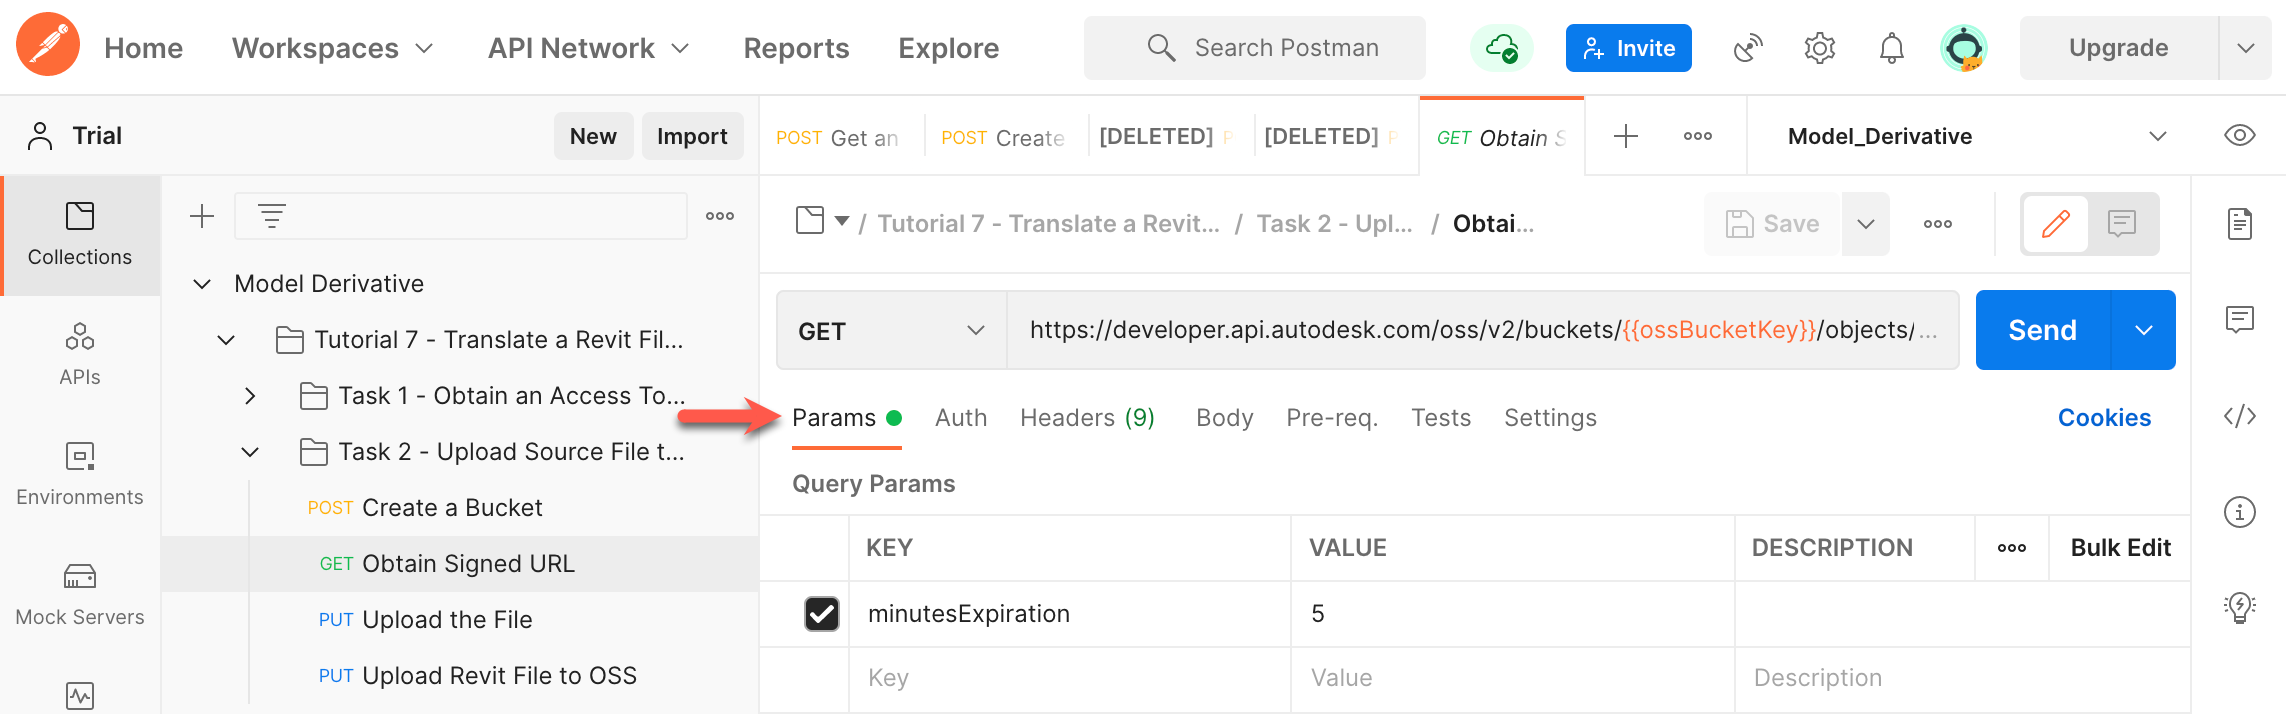 Home Workspaces API Network Reports Explore Search Postman Invite Upgrade
Trial New Import
POST Get an POST Create [DELETED] P [DELETED] P GET Obtain S Model_Derivative
Collections
/ Tutorial 7 - Translate a Revit... / Task 2 - Upl... / Obtai... Save
Model Derivative
GET https://developer.api.autodesk.com/oss/v2/buckets/{{ossBucketKey}}/objects/... Send
Tutorial 7 - Translate a Revit Fil...
APIs
Task 1 - Obtain an Access To...
Params Auth Headers (9) Body Pre-req. Tests Settings Cookies
Task 2 - Upload Source File t...
Query Params
Environments
POST Create a Bucket
KEY VALUE DESCRIPTION Bulk Edit
GET Obtain Signed URL
minutesExpiration 5
Mock Servers
PUT Upload the File
PUT Upload Revit File to OSS
Key Value Description